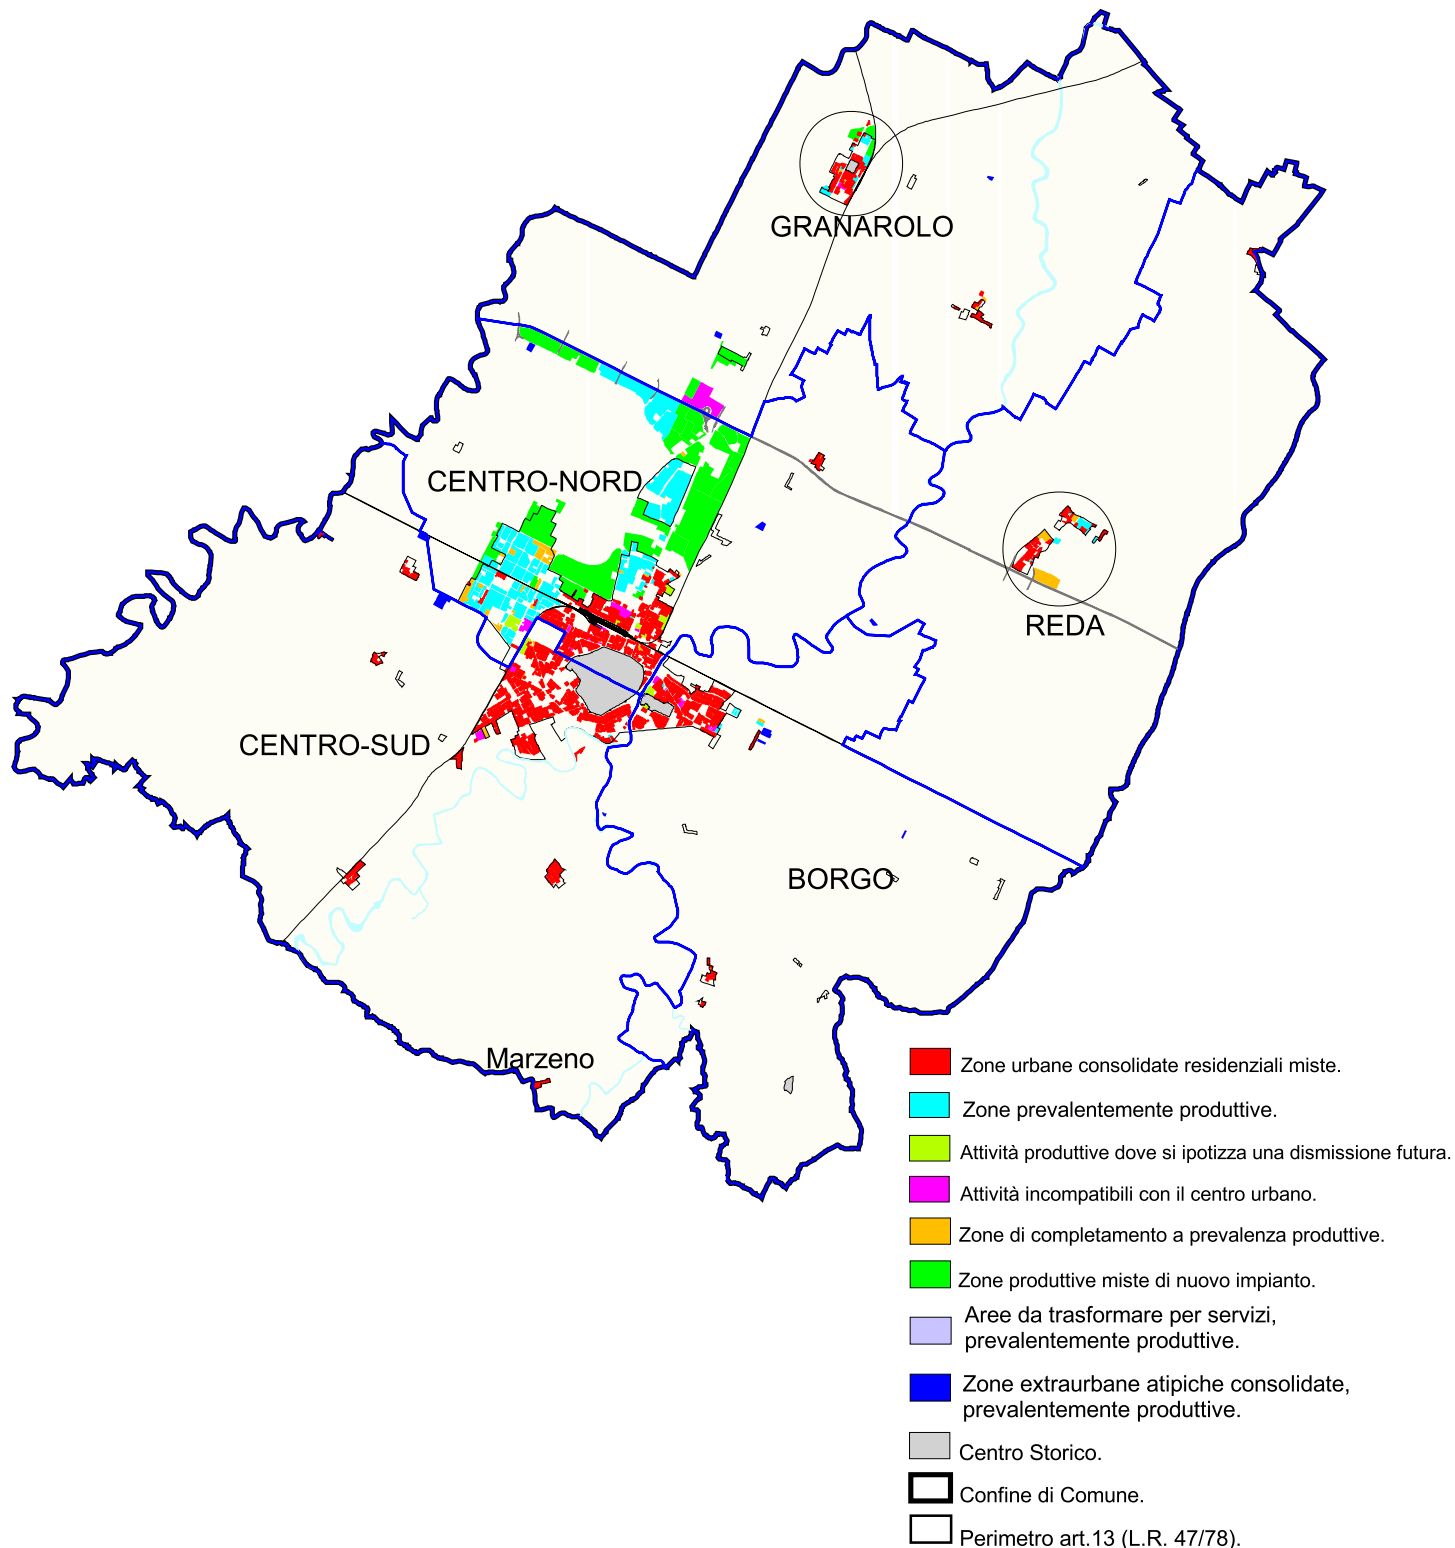 GRANAROLO
CENTRO-NORD
REDA
CENTRO-SUD
BORGO
Marzeno
Zone urbane consolidate residenziali miste.
Zone prevalentemente produttive.
Attività produttive dove si ipotizza una dismissione futura.
Attività incompatibili con il centro urbano.
Zone di completamento a prevalenza produttive.
Zone produttive miste di nuovo impianto.
Aree da trasformare per servizi,
prevalentemente produttive.
Zone extraurbane atipiche consolidate,
prevalentemente produttive.
Centro Storico.
Confine di Comune.
Perimetro art.13 (L.R. 47/78).